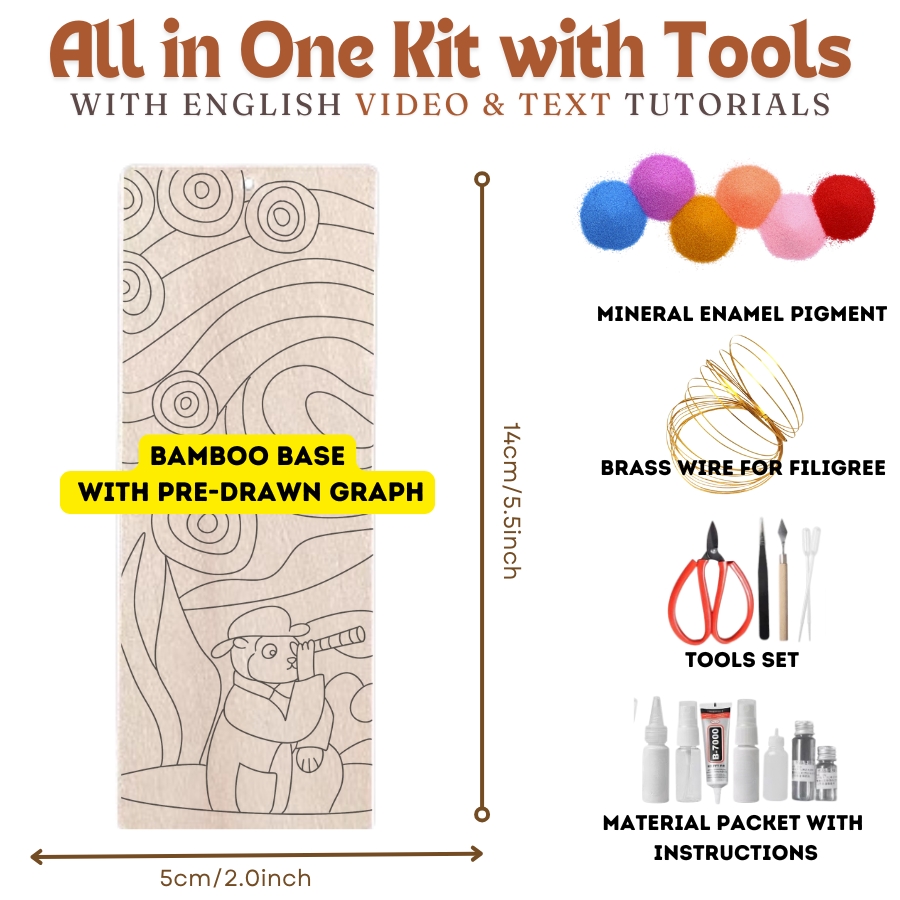 All in One Kit with Tools
WITH ENGLISH VIDEO & TEXT TUTORIALS
BAMBOO BASE
WITH PRE-DRAWN GRAPH
14cm/5.5inch
5cm/2.0inch
MINERAL ENAMEL PIGMENT
BRASS WIRE FOR FILIGREE
TOOLS SET
B-7000
MATERIAL PACKET WITH
INSTRUCTIONS